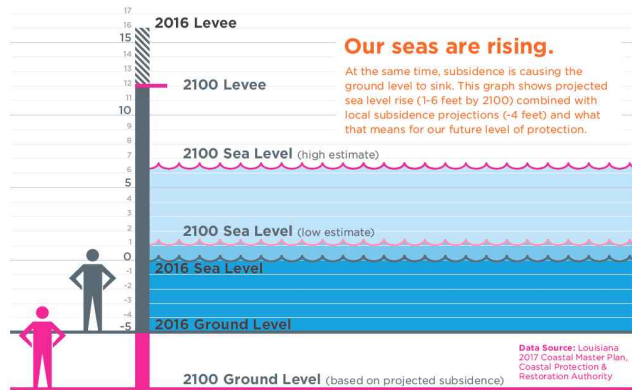 17
16
2016 Levee
15
14
13
12
2100 Levee
11
10
9
8
7
6
5
4
3
2
1
0
-1
-2
-3
-4
-5
Our seas are rising.
At the same time, subsidence is causing the
ground level to sink. This graph shows projected
sea level rise (1-6 feet by 2100) combined with
local subsidence projections (-4 feet) and what
that means for our future level of protection.
2100 Sea Level (high estimate)
2100 Sea Level (low estimate)
2016 Sea Level
2016 Ground Level
2100 Ground Level (based on projected subsidence)
Data Source: Louisiana
2017 Coastal Master Plan,
Coastal Protection &
Restoration Authority